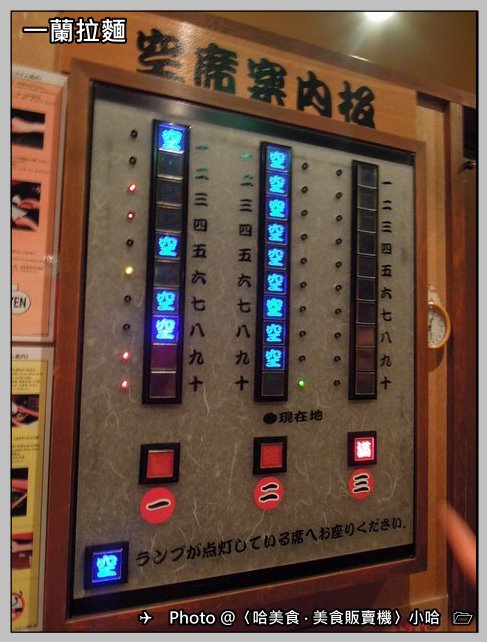 一蘭拉麵
空席案内板
空
一 二 三 四 五 六 七 八 九 十
空
空
空
空
一 二 三 四 五 六 七 八 九 十
空
空
空
空
空
空
空
空
空
一 二 三 四 五 六 七 八 九 十
●現在地
満
一 二 三
空 ランプが点灯している席へお座りください.
YEN
✈ Photo @〈哈美食·美食販賣機〉小哈